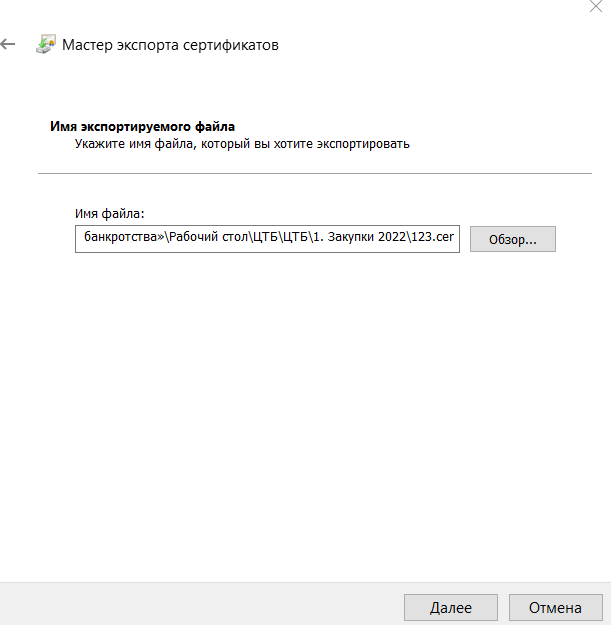 Мастер экспорта сертификатов
Имя экспортируемого файла
Укажите имя файла, который вы хотите экспортировать
Имя файла:
банкротства»\Рабочий стол\ЦТБ\ЦТБ\1. Закупки 2022\123.cer
Обзор...
Далее
Отмена